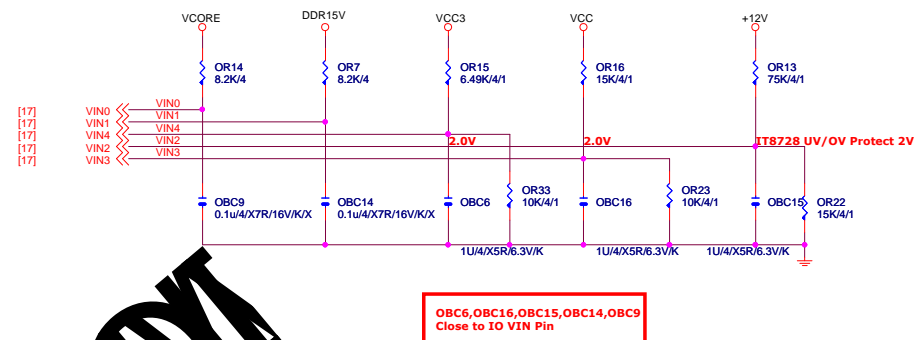 VCORE
DDR15V
VCC3
VCC
+12V
OR14
8.2K/4
OR7
8.2K/4
OR15
6.49K/4/1
OR16
15K/4/1
OR13
75K/4/1
[17] VIN0 VIN0
[17] VIN1 VIN1
[17] VIN4 VIN4
[17] VIN2 VIN2
[17] VIN3 VIN3
2.0V
2.0V
IT8728 UV/OV Protect 2V
OBC9
0.1u/4/X7R/16V/K/X
OBC14
0.1u/4/X7R/16V/K/X
OBC6
OR33
10K/4/1
OBC16
OR23
10K/4/1
OBC15
OR22
15K/4/1
1U/4/X5R/6.3V/K
1U/4/X5R/6.3V/K
1U/4/X5R/6.3V/K
OBC6,OBC16,OBC15,OBC14,OBC9
Close to IO VIN Pin